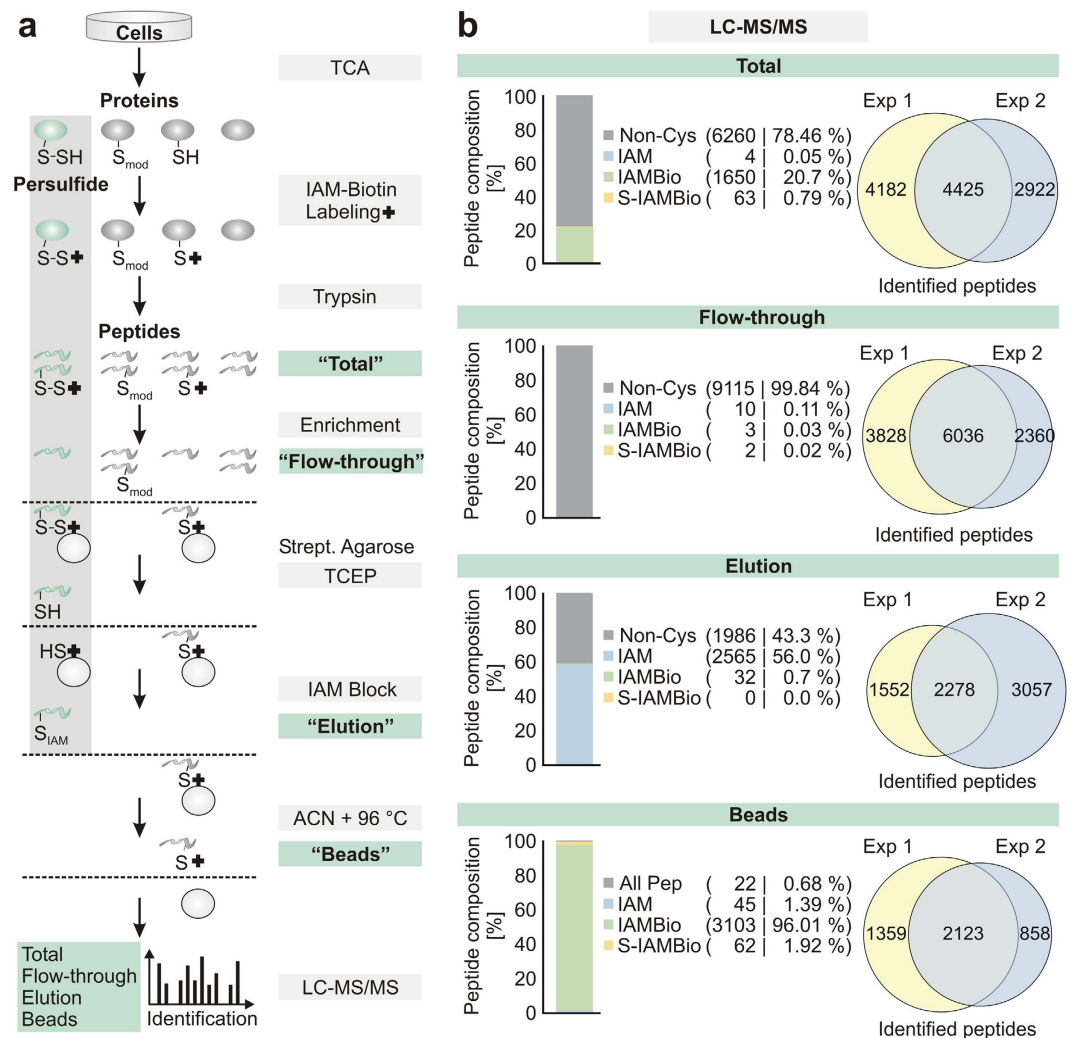 a
Cells
TCA
Proteins
S-SH
Smod
SH
Persulfide
IAM-Biotin
Labeling✚
S-S✚
Smod
S✚
Trypsin
Peptides
“Total”
S-S✚
Smod
S✚
Enrichment
“Flow-through”
Smod
S-S✚
S✚
Strept. Agarose
TCEP
SH
HS✚
S✚
IAM Block
“Elution”
SIAM
S✚
ACN + 96 °C
“Beads”
S✚
Total
Flow-through
Elution
Beads
Identification
LC-MS/MS
b
LC-MS/MS
Total
Peptide composition
[%]
100
80
60
40
20
0
Non-Cys (6260 | 78.46 %)
IAM ( 4 | 0.05 %)
IAMBio (1650 | 20.7 %)
S-IAMBio ( 63 | 0.79 %)
Exp 1
Exp 2
4182
4425
2922
Identified peptides
Flow-through
Peptide composition
[%]
100
80
60
40
20
0
Non-Cys (9115 | 99.84 %)
IAM ( 10 | 0.11 %)
IAMBio ( 3 | 0.03 %)
S-IAMBio ( 2 | 0.02 %)
Exp 1
Exp 2
3828
6036
2360
Identified peptides
Elution
Peptide composition
[%]
100
80
60
40
20
0
Non-Cys (1986 | 43.3 %)
IAM (2565 | 56.0 %)
IAMBio ( 32 | 0.7 %)
S-IAMBio ( 0 | 0.0 %)
Exp 1
Exp 2
1552
2278
3057
Identified peptides
Beads
Peptide composition
[%]
100
80
60
40
20
0
All Pep ( 22 | 0.68 %)
IAM ( 45 | 1.39 %)
IAMBio (3103 | 96.01 %)
S-IAMBio ( 62 | 1.92 %)
Exp 1
Exp 2
1359
2123
858
Identified peptides